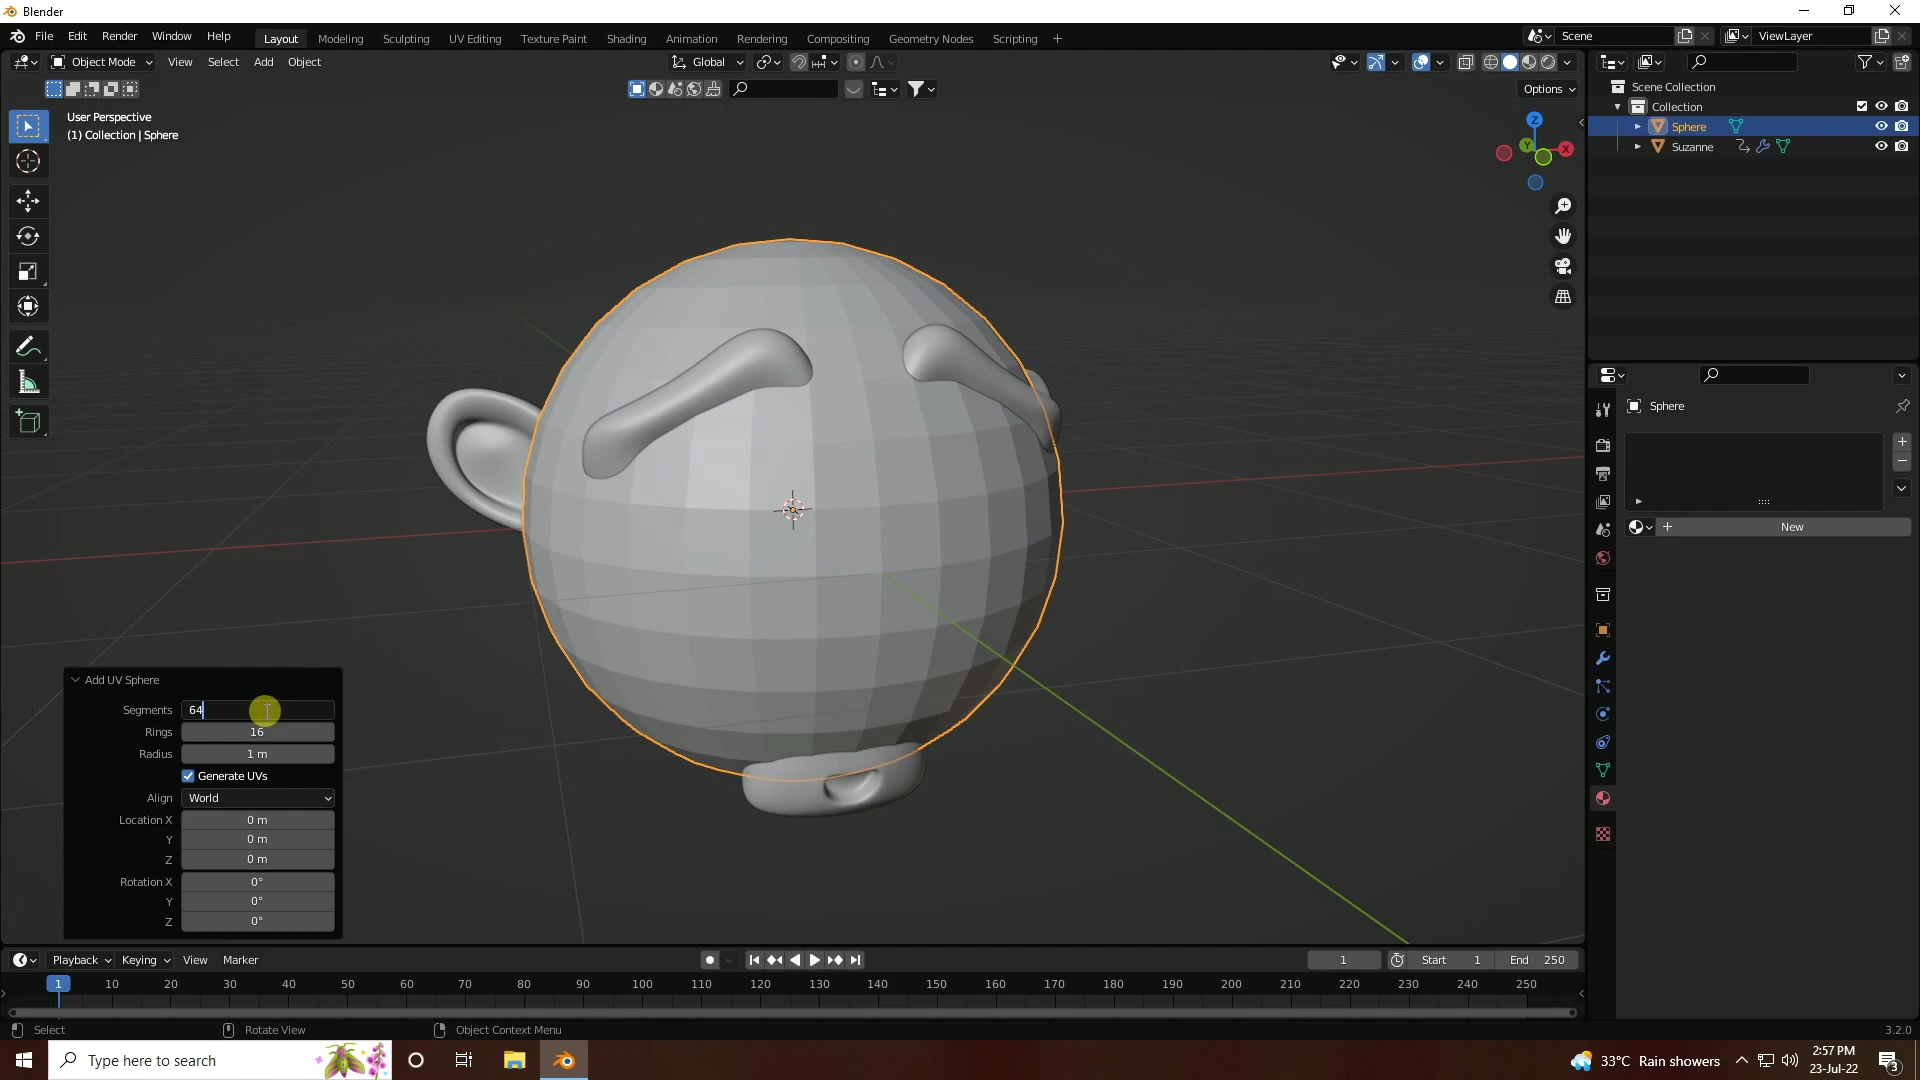 Blender
File Edit Render Window Help Layout Modeling Sculpting UV Editing Texture Paint Shading Animation Rendering Compositing Geometry Nodes Scripting + Scene ViewLayer
Object Mode View Select Add Object Global
Options
User Perspective
(1) Collection | Sphere
Z
Y
X
Scene Collection
Collection
Sphere
Suzanne
Sphere
+ New
Add UV Sphere
Segments 64
Rings 16
Radius 1 m
Generate UVs
Align World
Location X 0 m
Y 0 m
Z 0 m
Rotation X 0°
Y 0°
Z 0°
Playback Keying View Marker 1 Start 1 End 250
1 10 20 30 40 50 60 70 80 90 100 110 120 130 140 150 160 170 180 190 200 210 220 230 240 250
Select Rotate View Object Context Menu 3.2.0
Type here to search 33°C Rain showers 2:57 PM
23-Jul-22 3